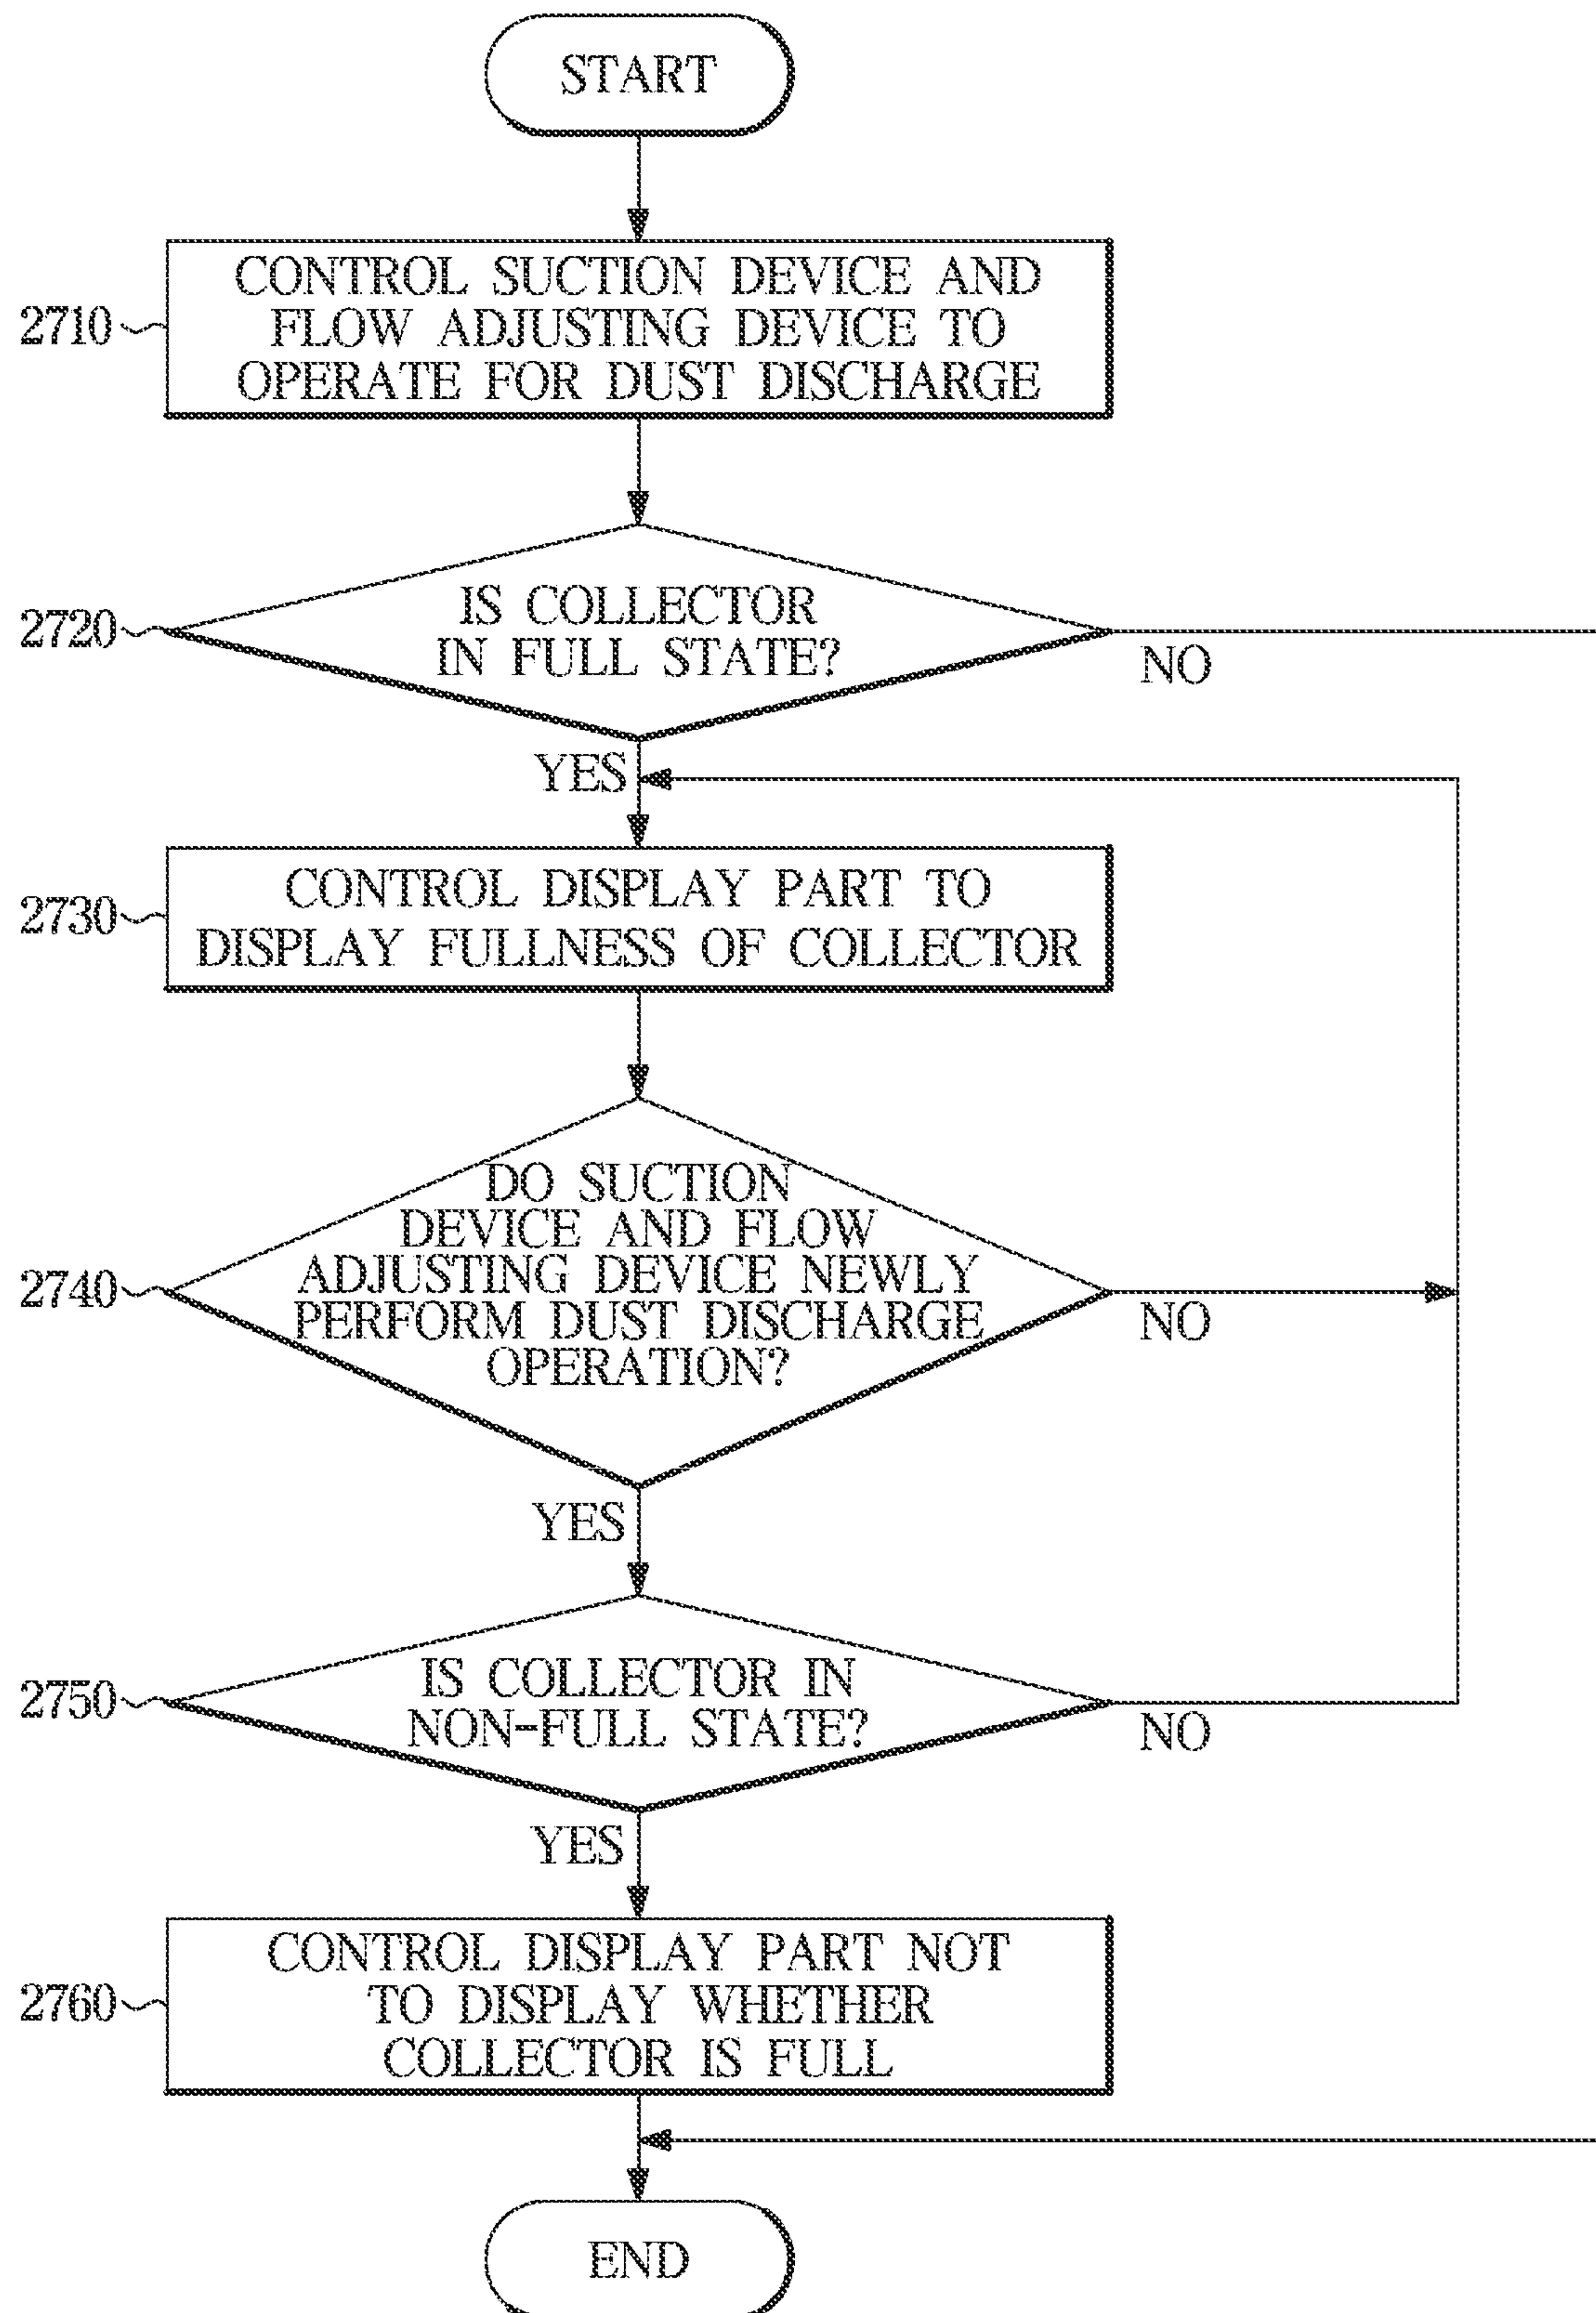 START
2710
CONTROL SUCTION DEVICE AND
FLOW ADJUSTING DEVICE TO
OPERATE FOR DUST DISCHARGE
2720
IS COLLECTOR
IN FULL STATE?
NO
YES
2730
CONTROL DISPLAY PART TO
DISPLAY FULLNESS OF COLLECTOR
2740
DO SUCTION
DEVICE AND FLOW
ADJUSTING DEVICE NEWLY
PERFORM DUST DISCHARGE
OPERATION?
NO
YES
2750
IS COLLECTOR IN
NON-FULL STATE?
NO
YES
2760
CONTROL DISPLAY PART NOT
TO DISPLAY WHETHER
COLLECTOR IS FULL
END